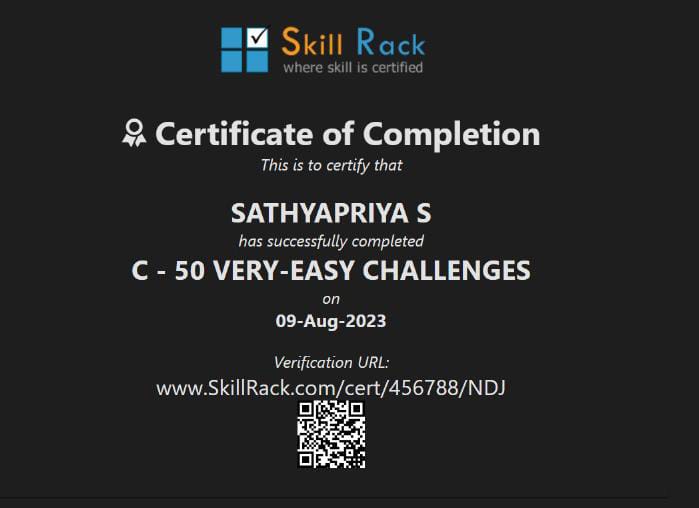 Skill Rack
where skill is certified
Certificate of Completion
This is to certify that
SATHYAPRIYA S
has successfully completed
C - 50 VERY-EASY CHALLENGES
on
09-Aug-2023
Verification URL:
www.SkillRack.com/cert/456788/NDJ